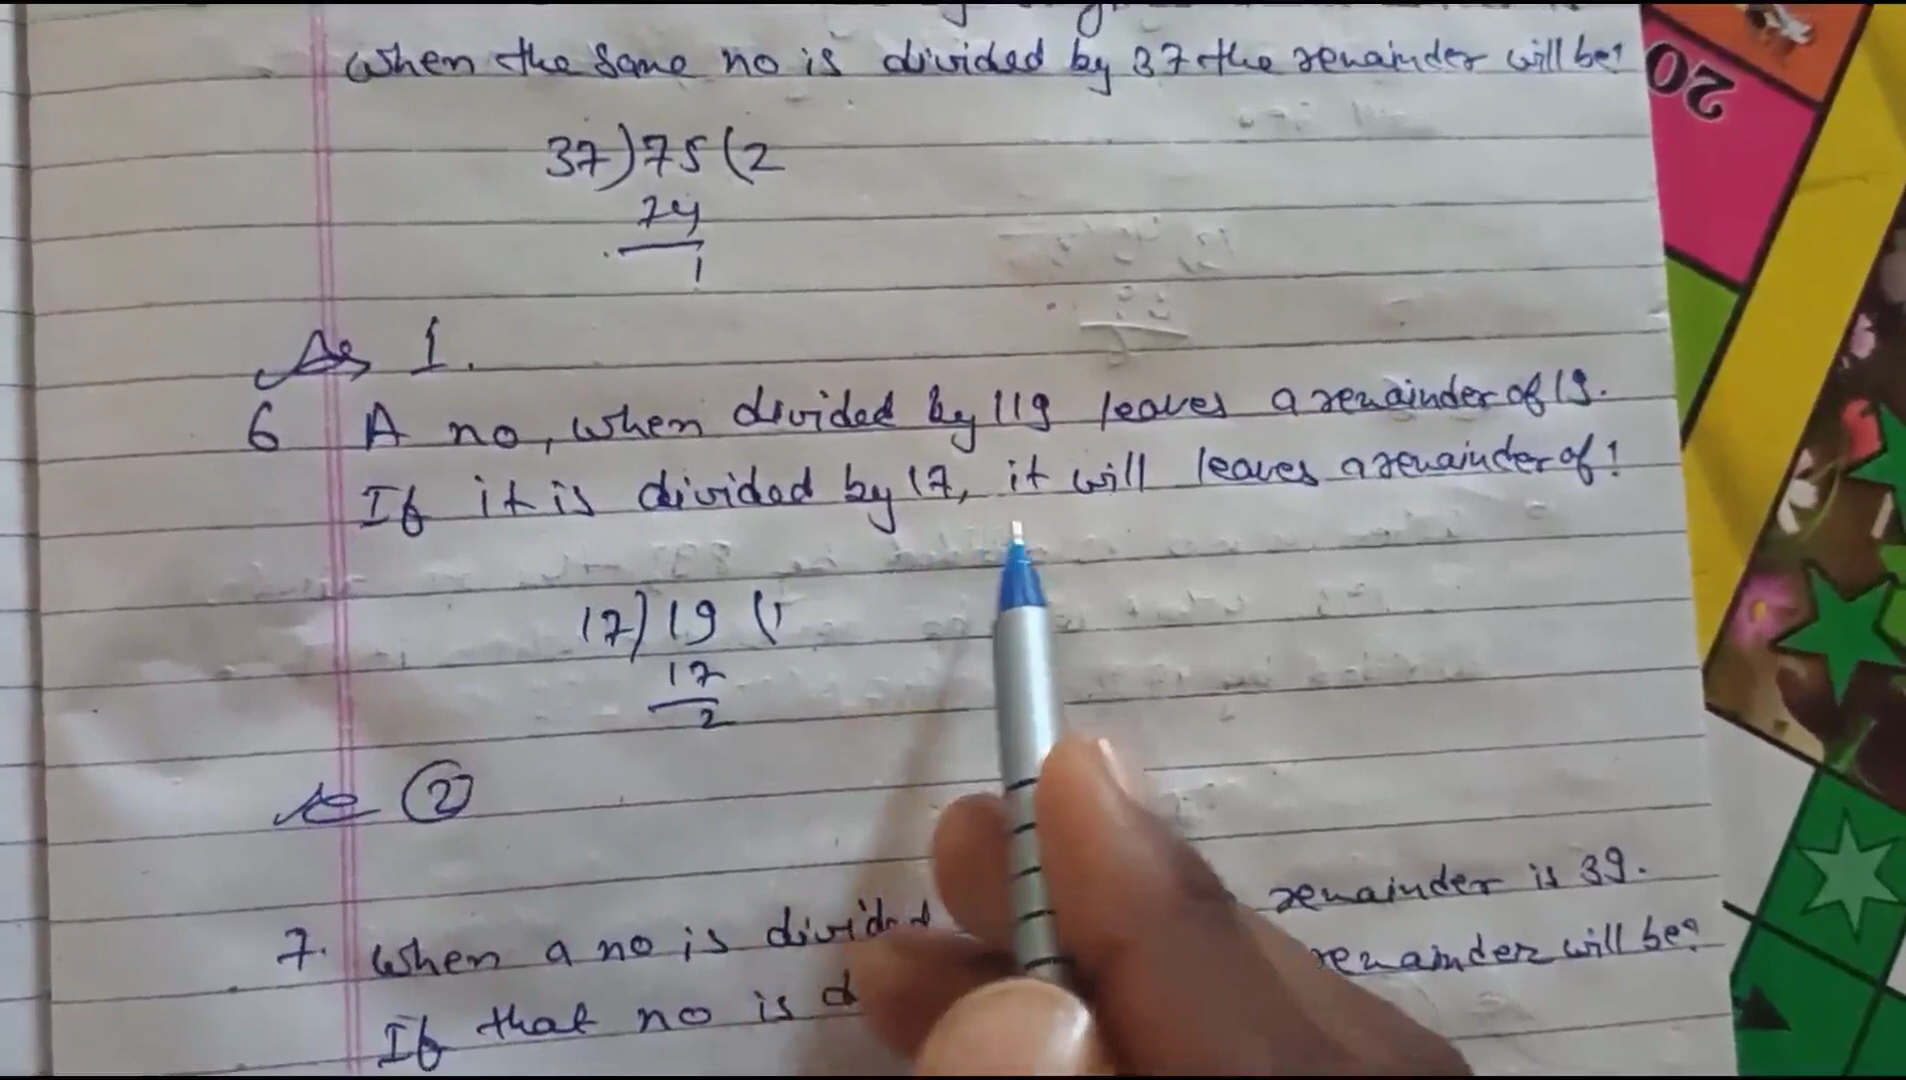 when the same no is divided by 37 the remainder will be?
37)75(2
74
1
Ans 1.
6 A no, when divided by 119 leaves a remainder of 19.
If it is divided by 17, it will leaves a remainder of?
17)19(1
17
2
Ans 2
7. When a no is divided remainder is 39.
If that no is d remainder will be?
20